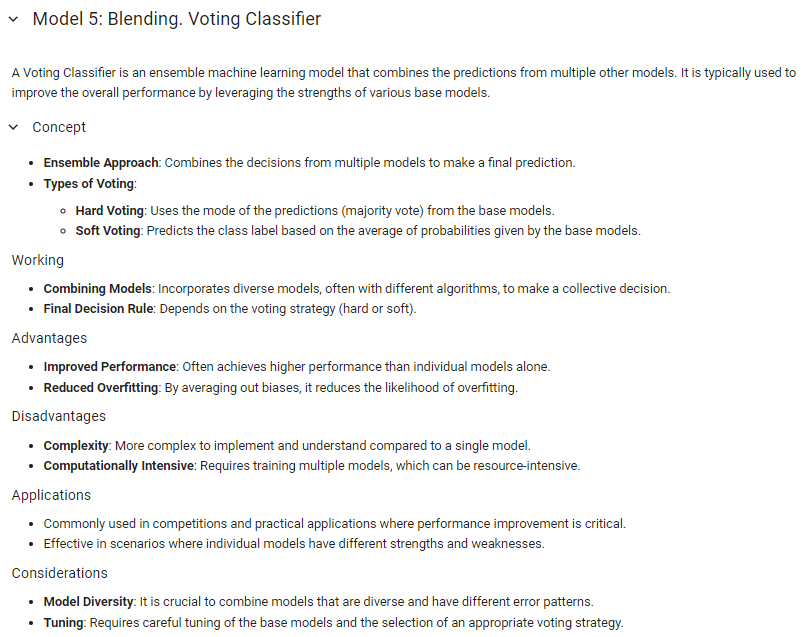 Model 5: Blending. Voting Classifier
A Voting Classifier is an ensemble machine learning model that combines the predictions from multiple other models. It is typically used to
improve the overall performance by leveraging the strengths of various base models.
Concept
• Ensemble Approach: Combines the decisions from multiple models to make a final prediction.
• Types of Voting:
◦ Hard Voting: Uses the mode of the predictions (majority vote) from the base models.
◦ Soft Voting: Predicts the class label based on the average of probabilities given by the base models.
Working
• Combining Models: Incorporates diverse models, often with different algorithms, to make a collective decision.
• Final Decision Rule: Depends on the voting strategy (hard or soft).
Advantages
• Improved Performance: Often achieves higher performance than individual models alone.
• Reduced Overfitting: By averaging out biases, it reduces the likelihood of overfitting.
Disadvantages
• Complexity: More complex to implement and understand compared to a single model.
• Computationally Intensive: Requires training multiple models, which can be resource-intensive.
Applications
• Commonly used in competitions and practical applications where performance improvement is critical.
• Effective in scenarios where individual models have different strengths and weaknesses.
Considerations
• Model Diversity: It is crucial to combine models that are diverse and have different error patterns.
• Tuning: Requires careful tuning of the base models and the selection of an appropriate voting strategy.